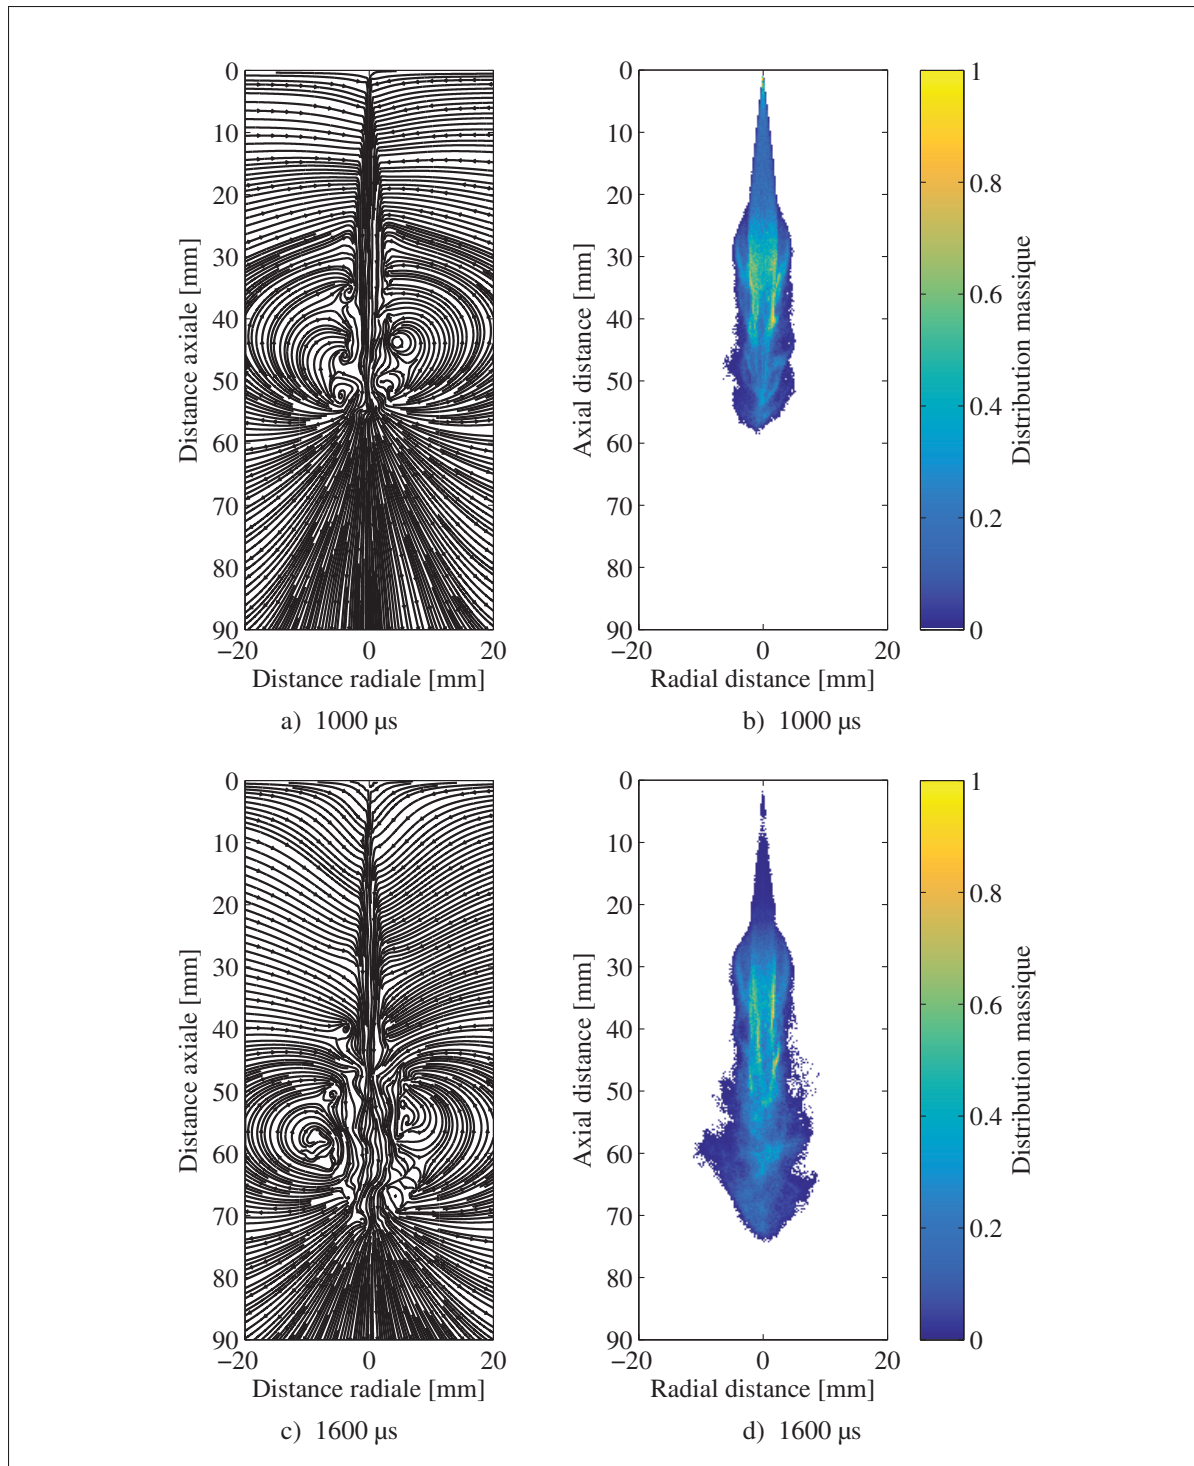 0
10
20
30
40
50
60
70
80
90
Distance axiale [mm]
−20 0 20
Distance radiale [mm]
a) 1000 µs
0
10
20
30
40
50
60
70
80
90
Axial distance [mm]
−20 0 20
Radial distance [mm]
b) 1000 µs
1
0.8
0.6
0.4
0.2
0
Distribution massique
0
10
20
30
40
50
60
70
80
90
Distance axiale [mm]
−20 0 20
Distance radiale [mm]
c) 1600 µs
0
10
20
30
40
50
60
70
80
90
Axial distance [mm]
−20 0 20
Radial distance [mm]
d) 1600 µs
1
0.8
0.6
0.4
0.2
0
Distribution massique